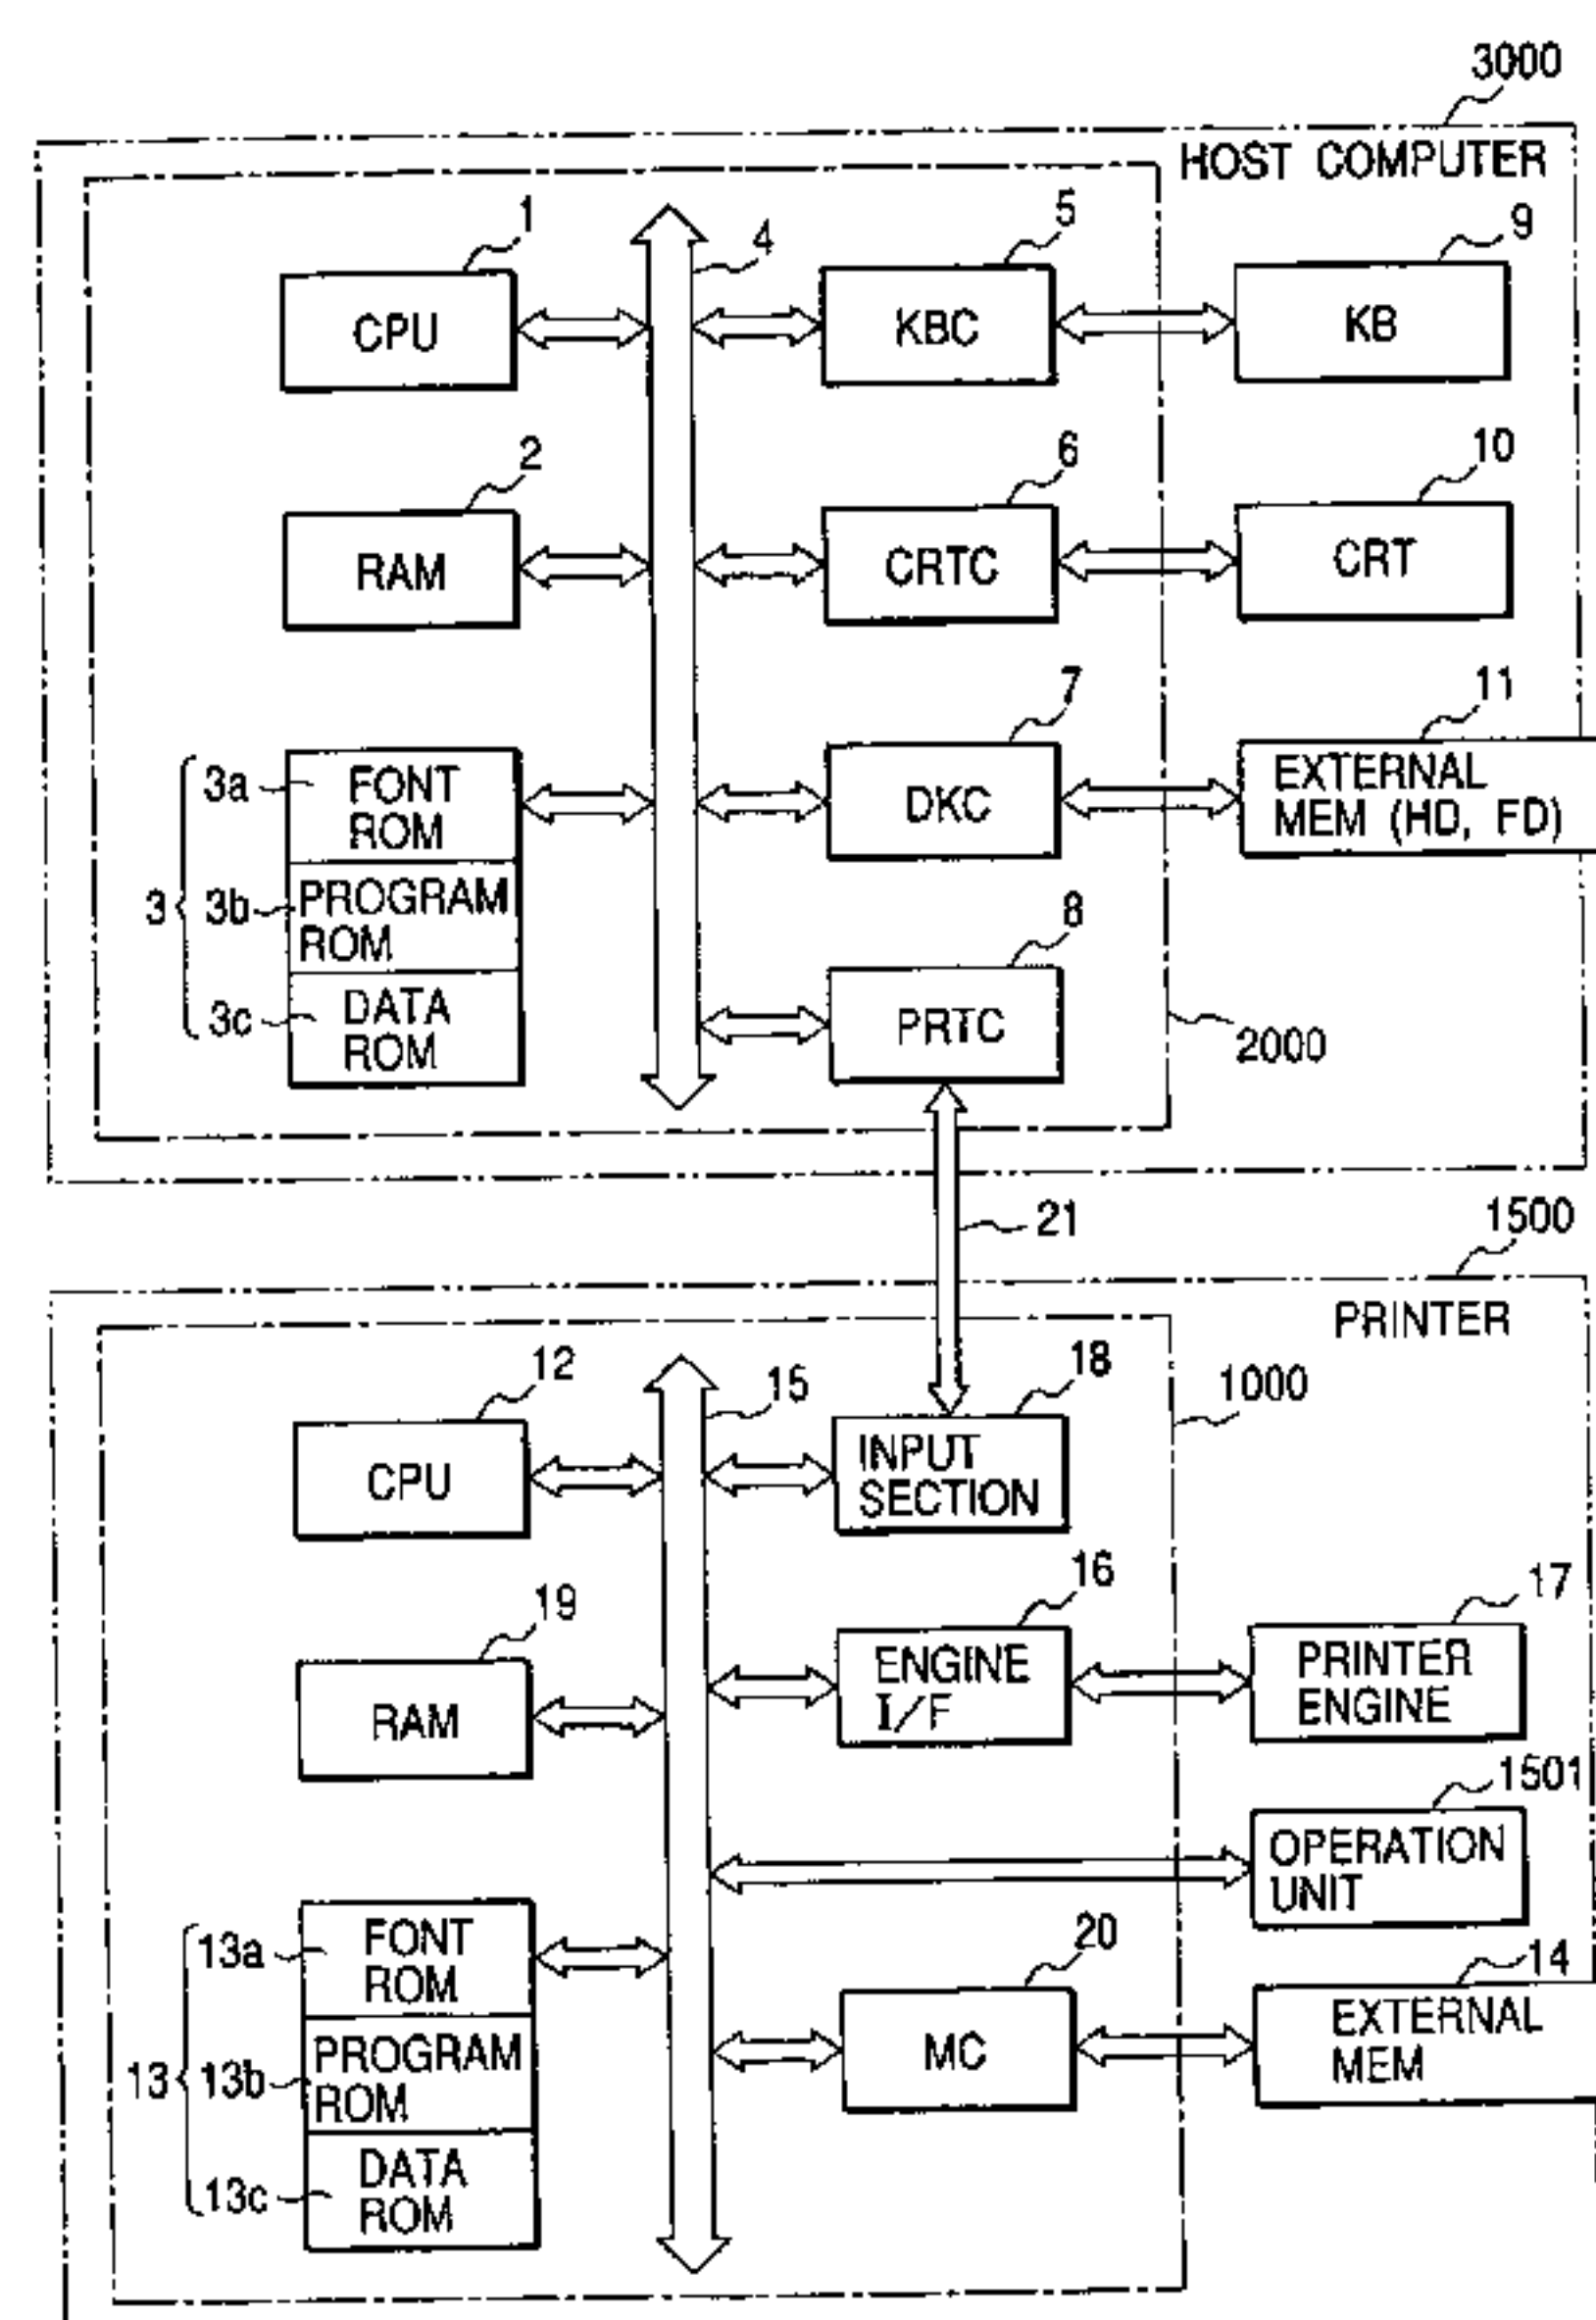 3000
HOST COMPUTER
1
4
5
9
CPU
KBC
KB
2
6
10
RAM
CRTC
CRT
7
11
3a
FONT
ROM
DKC
EXTERNAL
MEM (HD, FD)
3
3b
PROGRAM
ROM
8
3c
DATA
ROM
PRTC
2000
21
1500
PRINTER
12
15
18
1000
CPU
INPUT
SECTION
19
16
17
RAM
ENGINE
I/F
PRINTER
ENGINE
1501
OPERATION
UNIT
13a
FONT
ROM
20
14
13
13b
PROGRAM
ROM
MC
EXTERNAL
MEM
13c
DATA
ROM